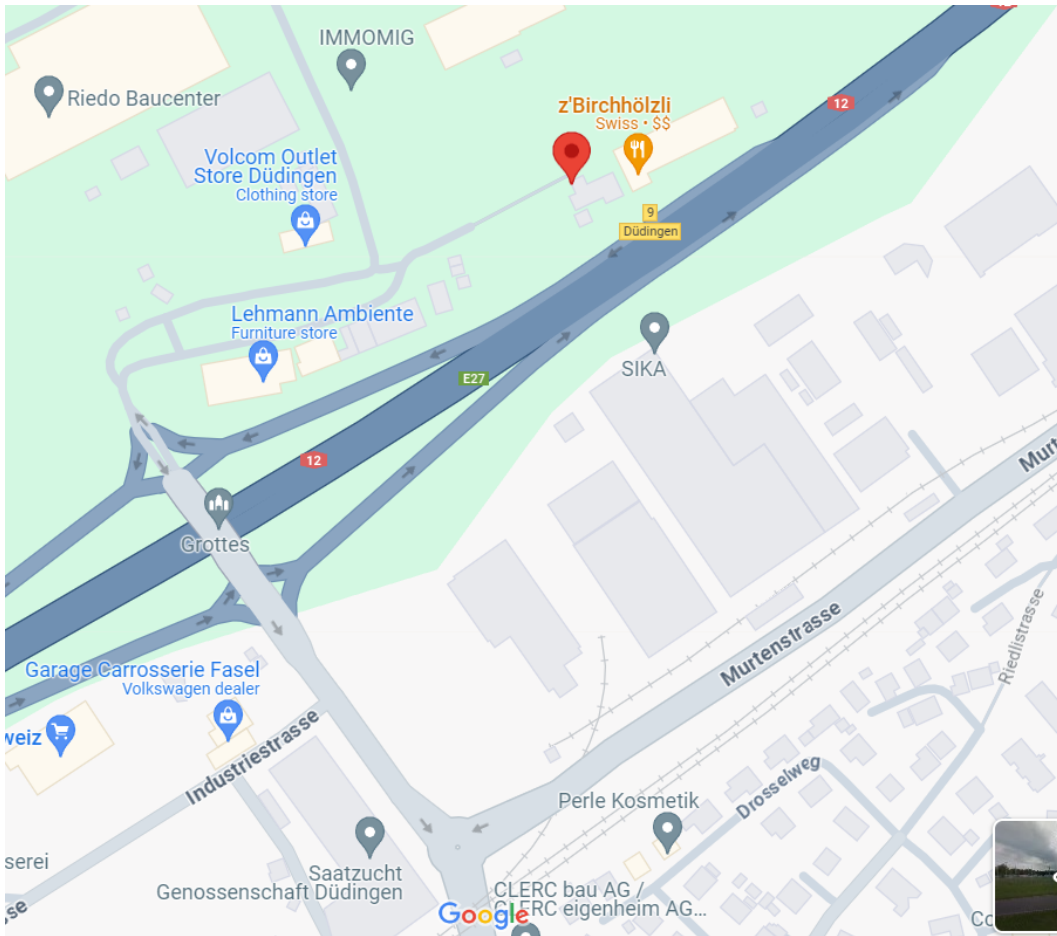 IMMOMIG
Riedo Baucenter
z'Birchhölzli
Swiss • $$
12
Volcom Outlet
Store Düdingen
Clothing store
9
Düdingen
Lehmann Ambiente
Furniture store
SIKA
E27
12
Grottes
Murtenstrasse
Riedlistrasse
Garage Carrosserie Fasel
Volkswagen dealer
weiz
Industriestrasse
Drosselweg
Perle Kosmetik
serei
Saatzucht
Genossenschaft Düdingen
CLERC bau AG /
CLERC eigenheim AG...
Google
sse
Co